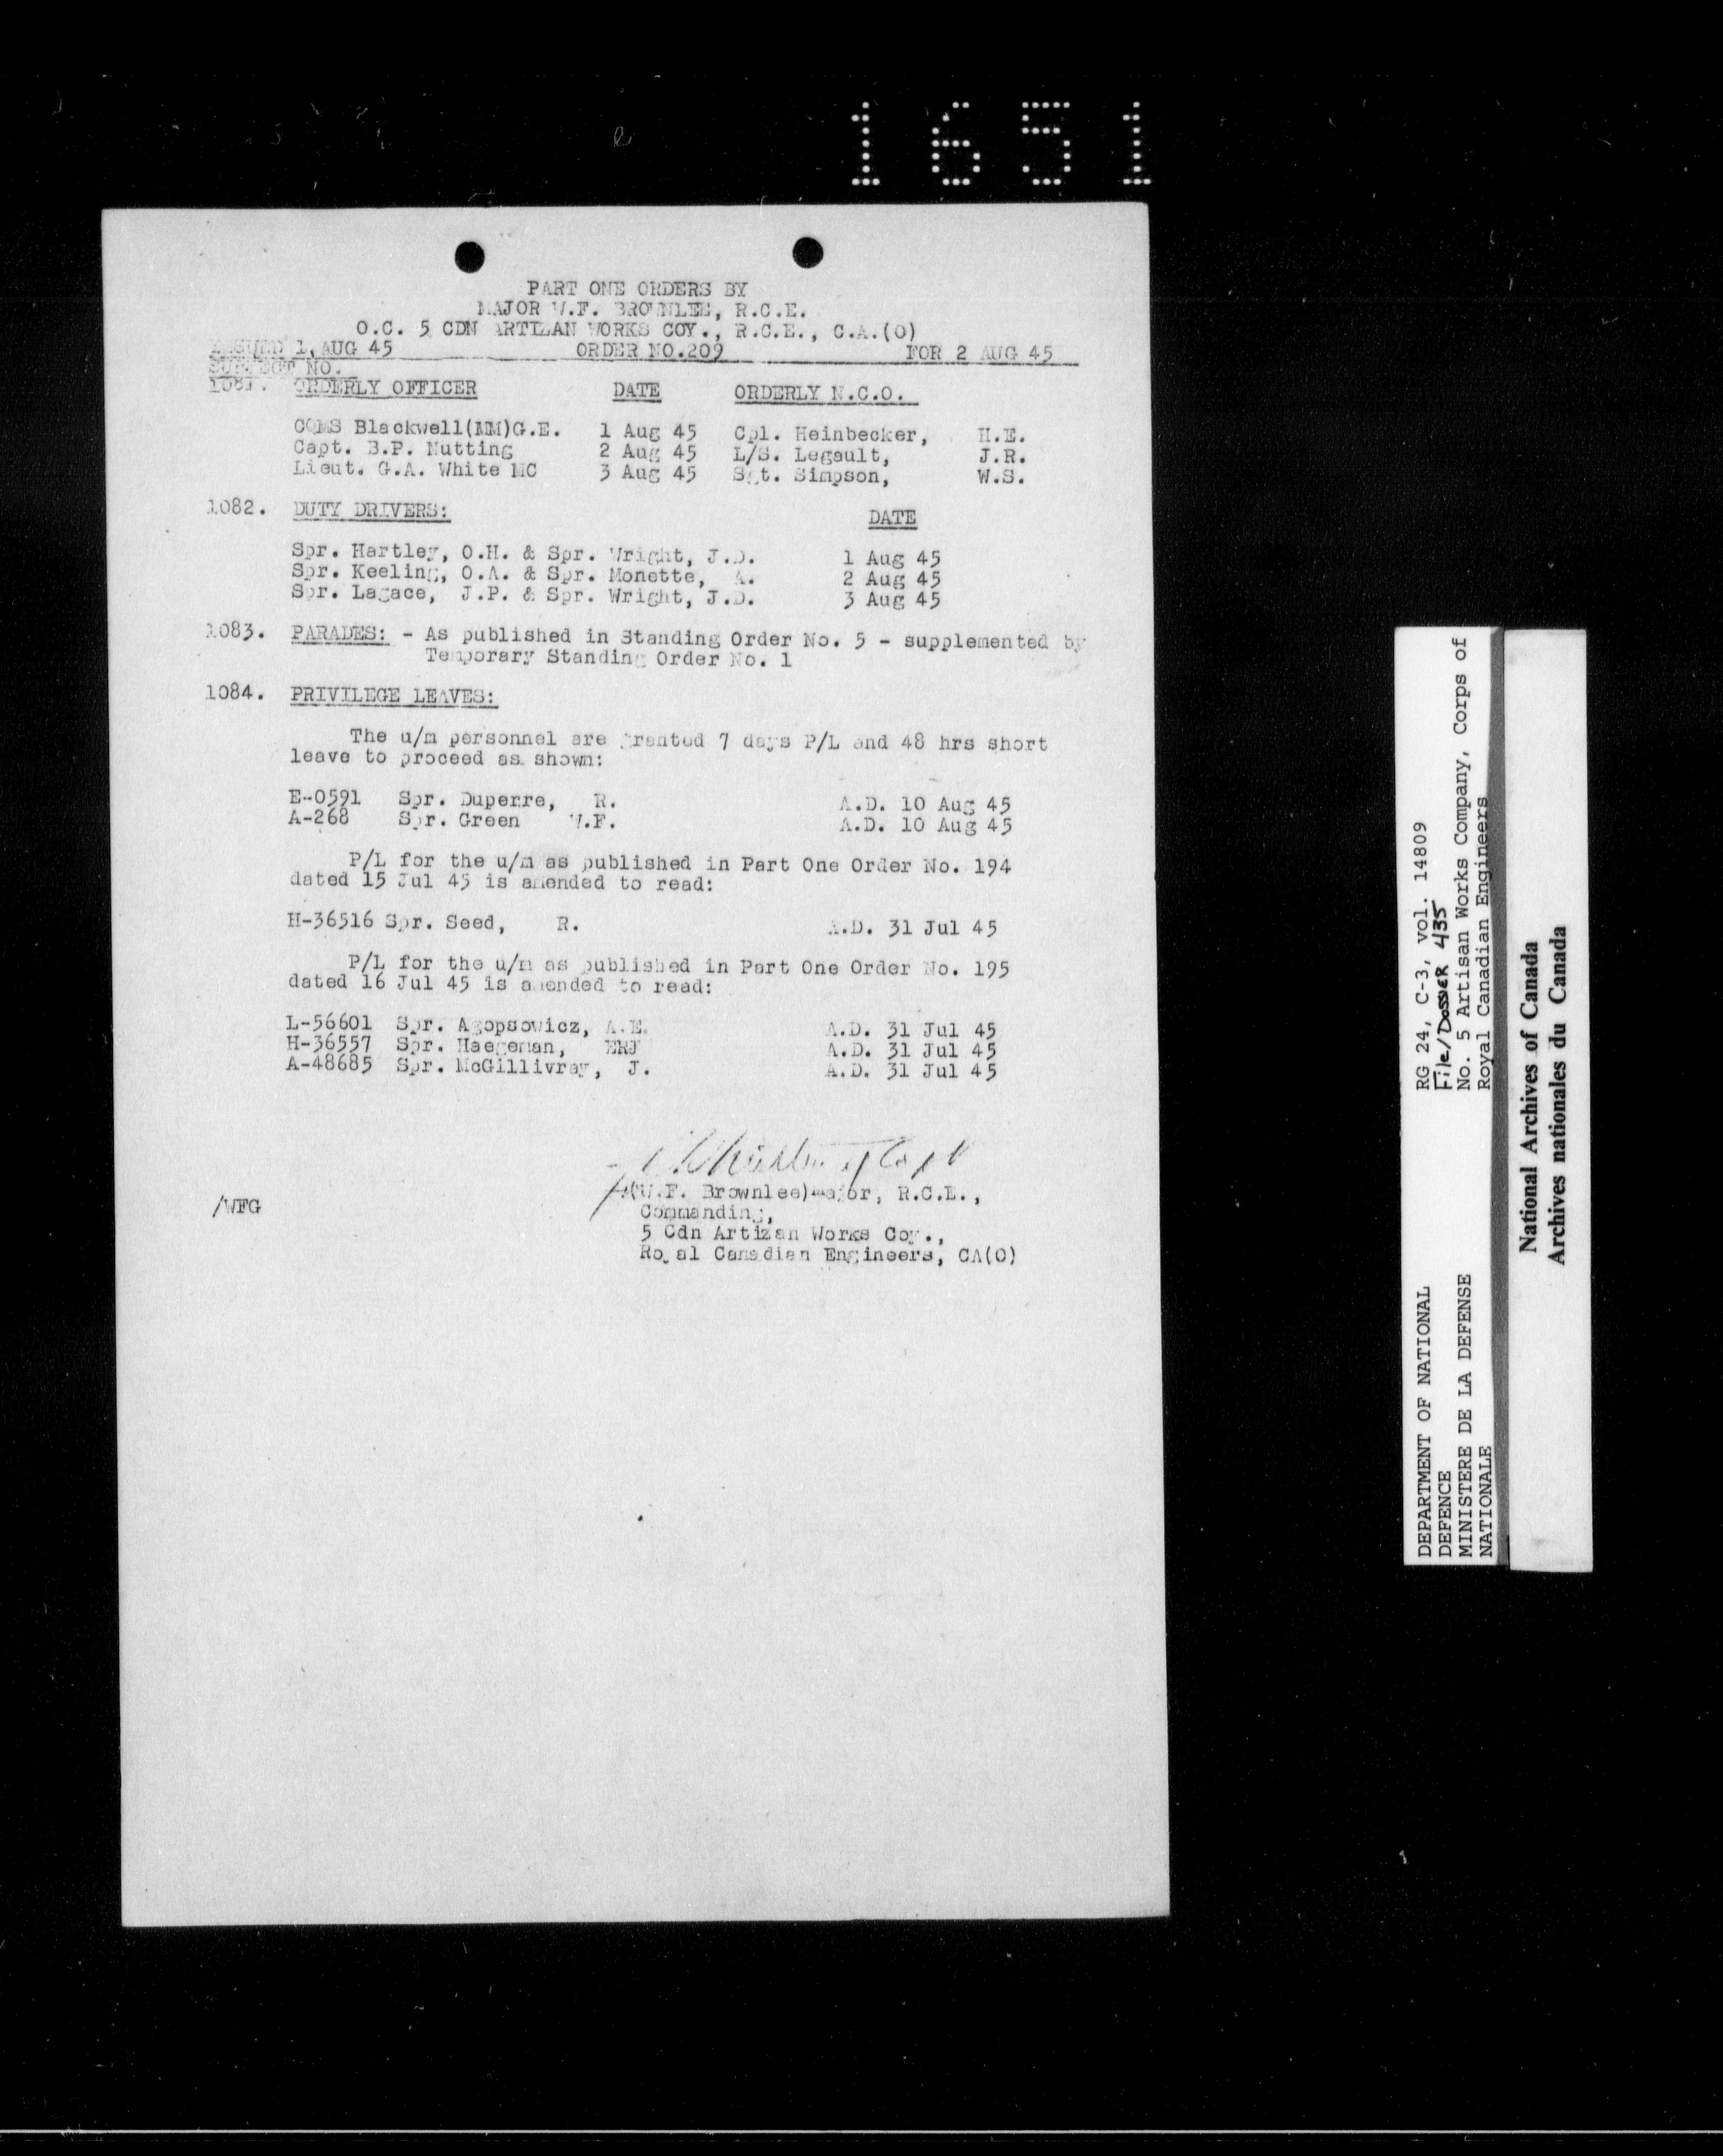 1651
PART ONE ORDERS BY
MAJOR W.F. BROWNLEE, R.C.E.
O.C. 5 CDN ARTIZAN WORKS COY., R.C.E., C.A.(O)
ISSUED 1 AUG 45 ORDER NO.209 FOR 2 AUG 45
SUBJECT NO.
1081. ORDERLY OFFICER DATE ORDERLY N.C.O.
CQMS Blackwell(MM)G.E. 1 Aug 45 Cpl. Heinbecker, H.E.
Capt. B.P. Nutting 2 Aug 45 L/S. Legault, J.R.
Lieut. G.A. White MC 3 Aug 45 Sgt. Simpson, W.S.
1082. DUTY DRIVERS: DATE
Spr. Hartley, O.H. & Spr. Wright, J.D. 1 Aug 45
Spr. Keeling, O.A. & Spr. Monette, A. 2 Aug 45
Spr. Lagace, J.P. & Spr. Wright, J.D. 3 Aug 45
1083. PARADES: - As published in Standing Order No. 5 - supplemented by
Temporary Standing Order No. 1
1084. PRIVILEGE LEAVES:
The u/m personnel are granted 7 days P/L and 48 hrs short
leave to proceed as shown:
E-0591 Spr. Duperre, R. A.D. 10 Aug 45
A-268 Spr. Green W.F. A.D. 10 Aug 45
P/L for the u/m as published in Part One Order No. 194
dated 15 Jul 45 is amended to read:
H-36516 Spr. Seed, R. A.D. 31 Jul 45
P/L for the u/m as published in Part One Order No. 195
dated 16 Jul 45 is amended to read:
L-56601 Spr. Agopsowicz, A.E. A.D. 31 Jul 45
H-36557 Spr. Haegeman, ERJ A.D. 31 Jul 45
A-48685 Spr. McGillivray, J. A.D. 31 Jul 45
(W.F. Brownlee)Major, R.C.E.,
/WFG
Commanding,
5 Cdn Artizan Works Coy.,
Royal Canadian Engineers, CA(O)
DEPARTMENT OF NATIONAL
DEFENCE
MINISTERE DE LA DEFENSE
NATIONALE
RG 24, C-3, vol. 14809
File/Dossier 435
No. 5 Artisan Works Company, Corps of
Royal Canadian Engineers
National Archives of Canada
Archives nationales du Canada